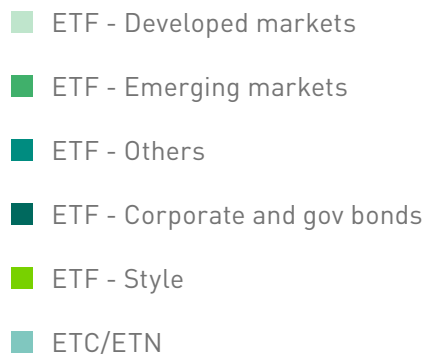 ETF - Developed markets
ETF - Emerging markets
ETF - Others
ETF - Corporate and gov bonds
ETF - Style
ETC/ETN